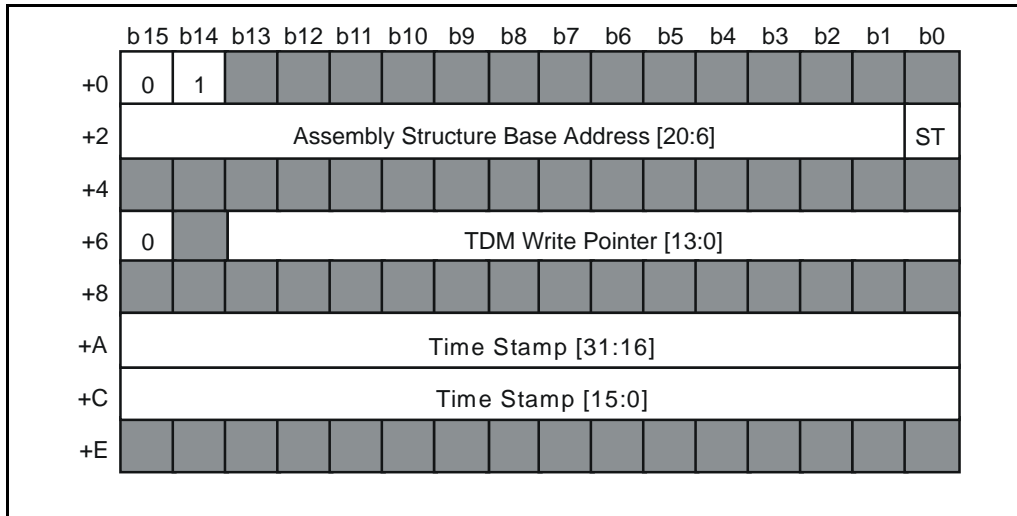 b15 b14 b13 b12 b11 b10 b9 b8 b7 b6 b5 b4 b3 b2 b1 b0
+0 0 1
+2 Assembly Structure Base Address [20:6] ST
+4
+6 0 TDM Write Pointer [13:0]
+8
+A Time Stamp [31:16]
+C Time Stamp [15:0]
+E